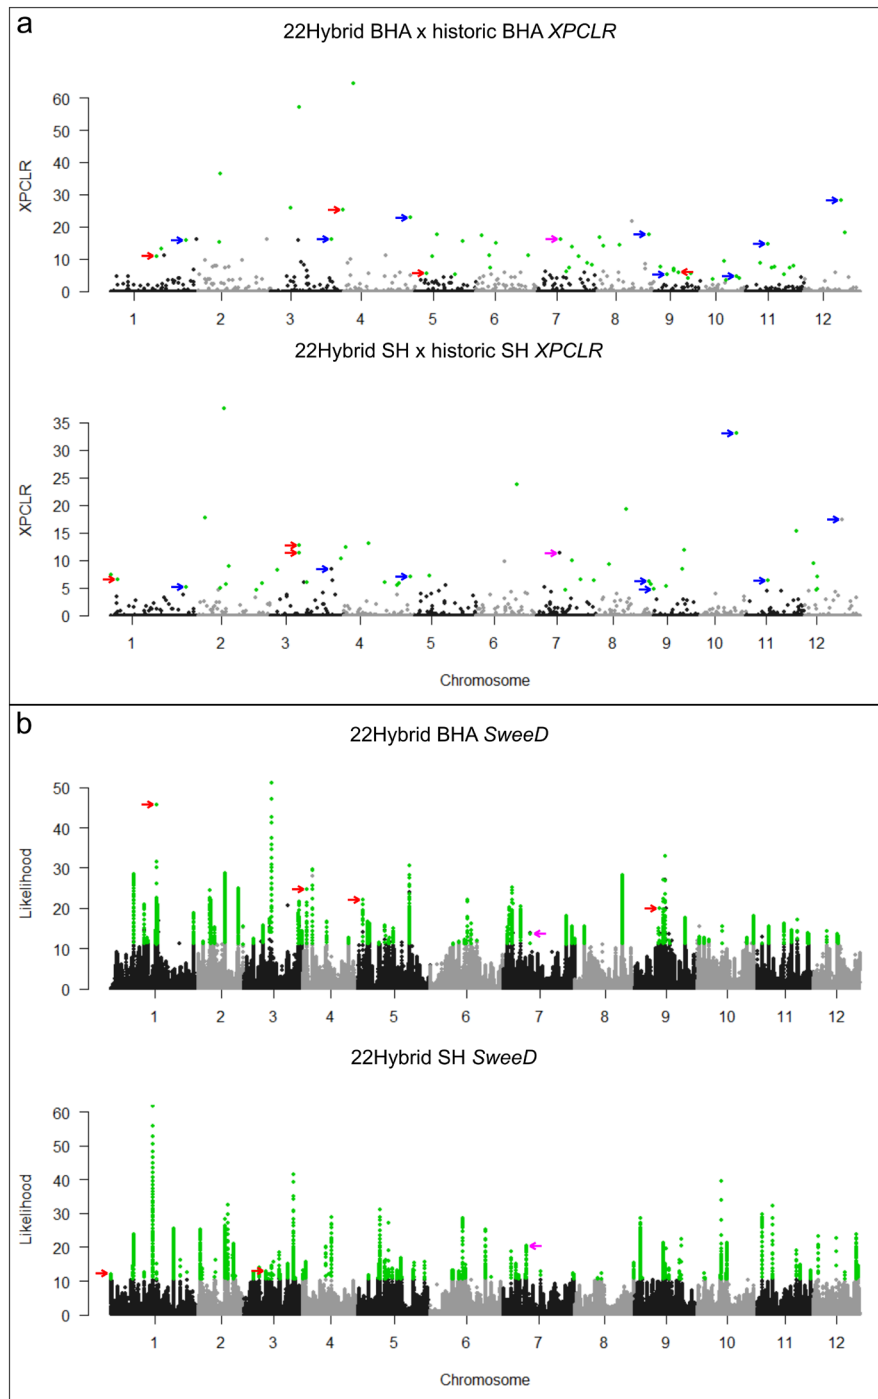 a
22Hybrid BHA x historic BHA XPCLR
XPCLR
60
50
40
30
20
10
0
1 2 3 4 5 6 7 8 9 10 11 12
22Hybrid SH x historic SH XPCLR
XPCLR
35
30
25
20
15
10
5
0
1 2 3 4 5 6 7 8 9 10 11 12
Chromosome
b
22Hybrid BHA SweeD
Likelihood
50
40
30
20
10
0
1 2 3 4 5 6 7 8 9 10 11 12
22Hybrid SH SweeD
Likelihood
60
50
40
30
20
10
0
1 2 3 4 5 6 7 8 9 10 11 12
Chromosome